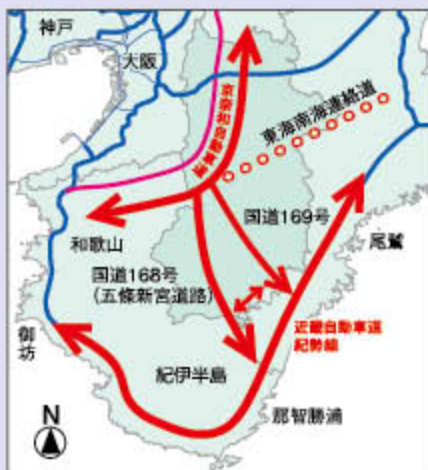 神戸
大阪
京奈和自動車道
東海南海連絡道
国道169号
和歌山
国道168号
(五條新宮道路)
尾鷲
御坊
近畿自動車道
紀勢線
紀伊半島
那智勝浦
N